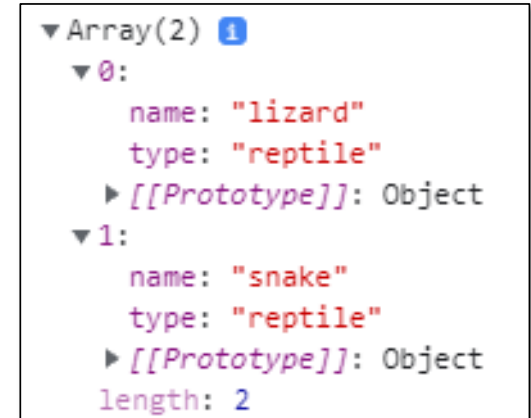 ▼Array(2) i
▼0:
name: "lizard"
type: "reptile"
▶[[Prototype]]: Object
▼1:
name: "snake"
type: "reptile"
▶[[Prototype]]: Object
length: 2